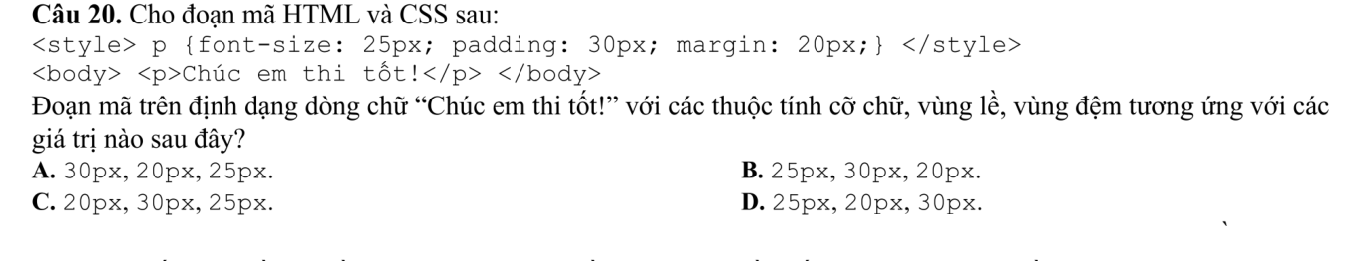 Câu 20. Cho đoạn mã HTML và CSS sau:
<style> p {font-size: 25px; padding: 30px; margin: 20px;} </style>
<body> <p>Chúc em thi tốt!</p> </body>
Đoạn mã trên định dạng dòng chữ “Chúc em thi tốt!” với các thuộc tính cỡ chữ, vùng lề, vùng đệm tương ứng với các
giá trị nào sau đây?
A. 30px, 20px, 25px. B. 25px, 30px, 20px.
C. 20px, 30px, 25px. D. 25px, 20px, 30px.